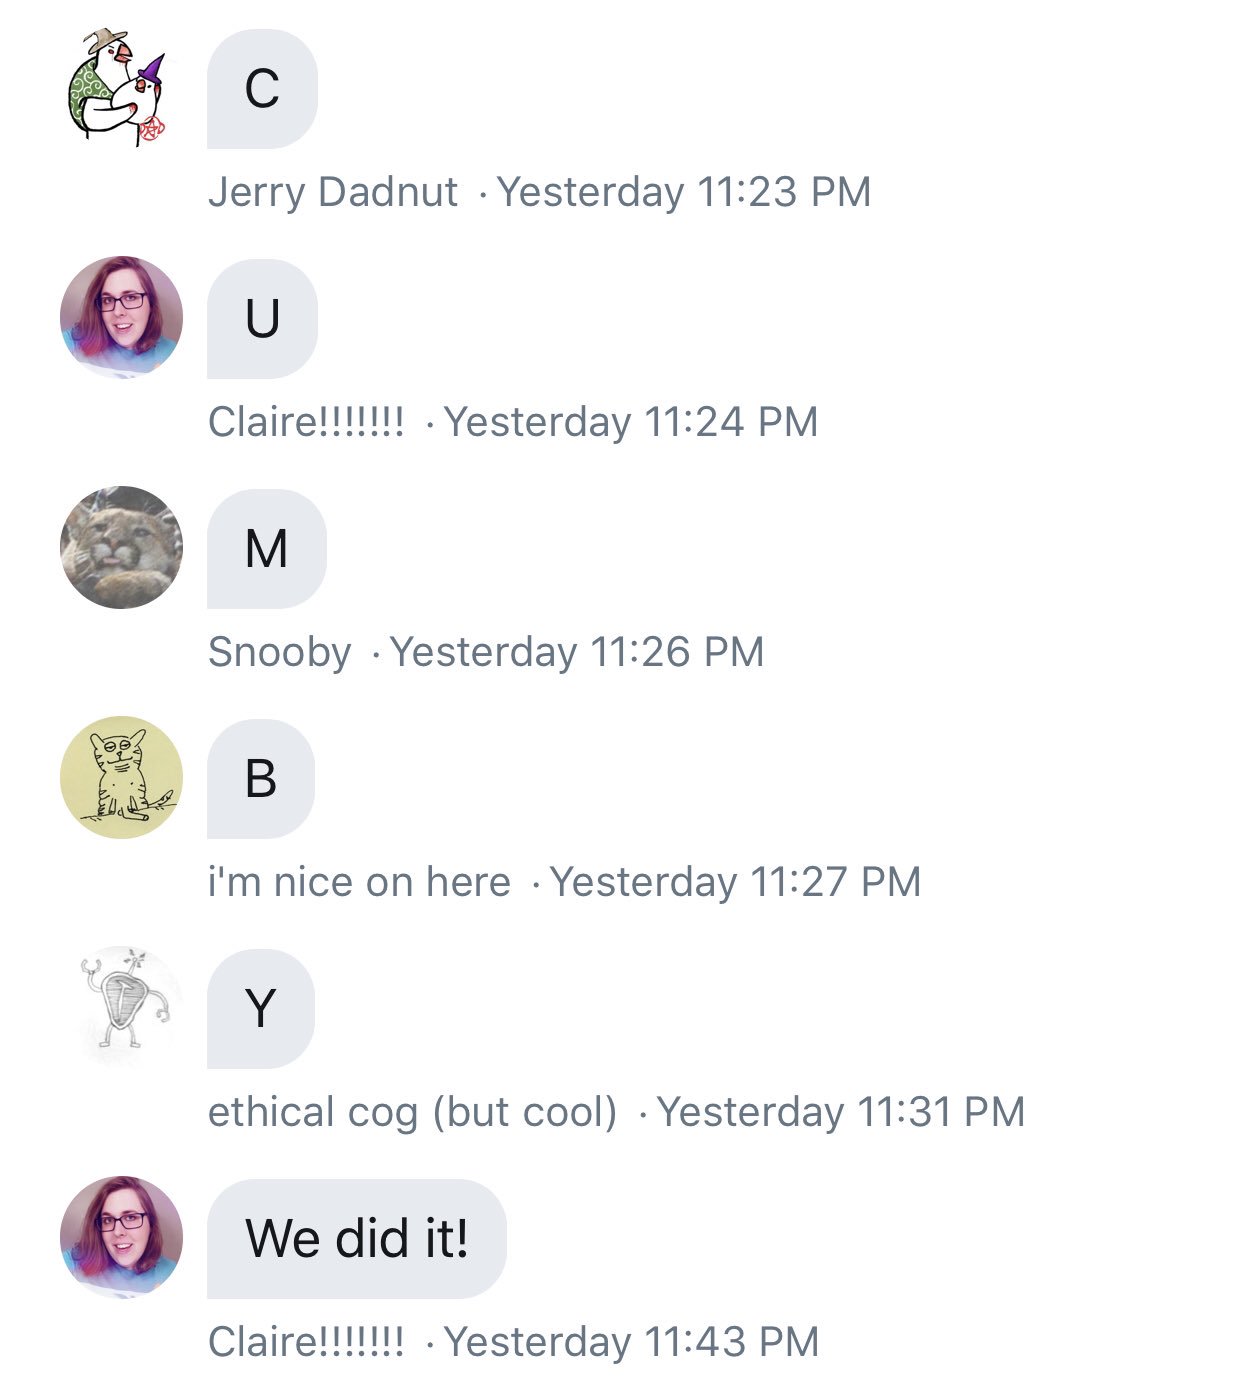 C
Jerry Dadnut · Yesterday 11:23 PM
U
Claire!!!!!!! · Yesterday 11:24 PM
M
Snooby · Yesterday 11:26 PM
B
i'm nice on here · Yesterday 11:27 PM
Y
ethical cog (but cool) · Yesterday 11:31 PM
We did it!
Claire!!!!!!! · Yesterday 11:43 PM